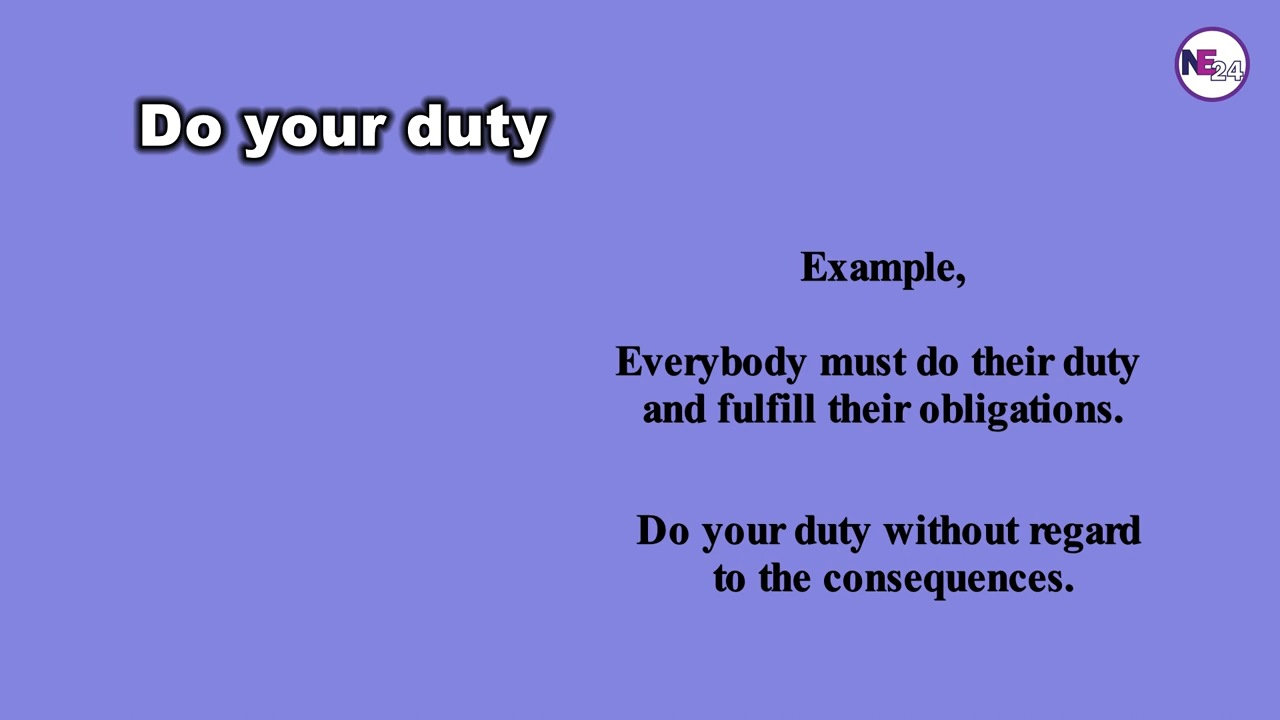 NE24
Do your duty
Example,
Everybody must do their duty
and fulfill their obligations.
Do your duty without regard
to the consequences.